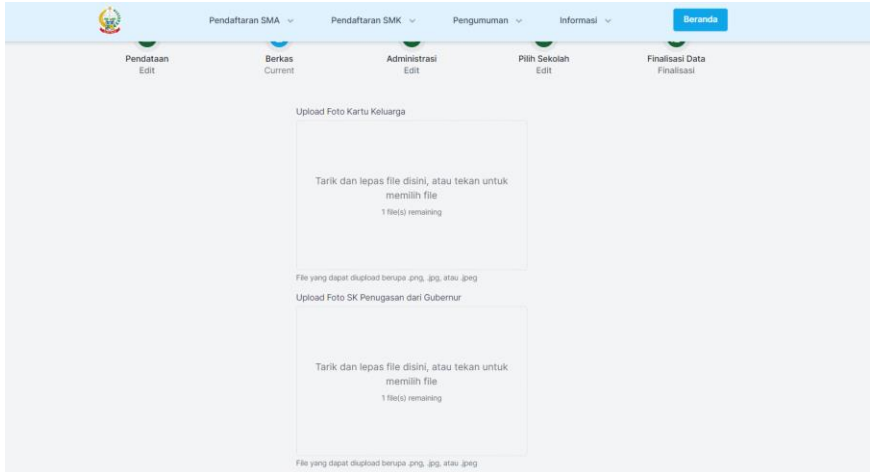 Pendaftaran SMA Pendaftaran SMK Pengumuman Informasi Beranda
Pendataan Berkas Administrasi Pilih Sekolah Finalisasi Data
Edit Current Edit Edit Finalisasi
Upload Foto Kartu Keluarga
Tarik dan lepas file disini, atau tekan untuk
memilih file
1 file(s) remaining
File yang dapat diupload berupa .png, .jpg, atau .jpeg
Upload Foto SK Penugasan dari Gubernur
Tarik dan lepas file disini, atau tekan untuk
memilih file
1 file(s) remaining
File yang dapat diupload berupa .png, .jpg, atau .jpeg